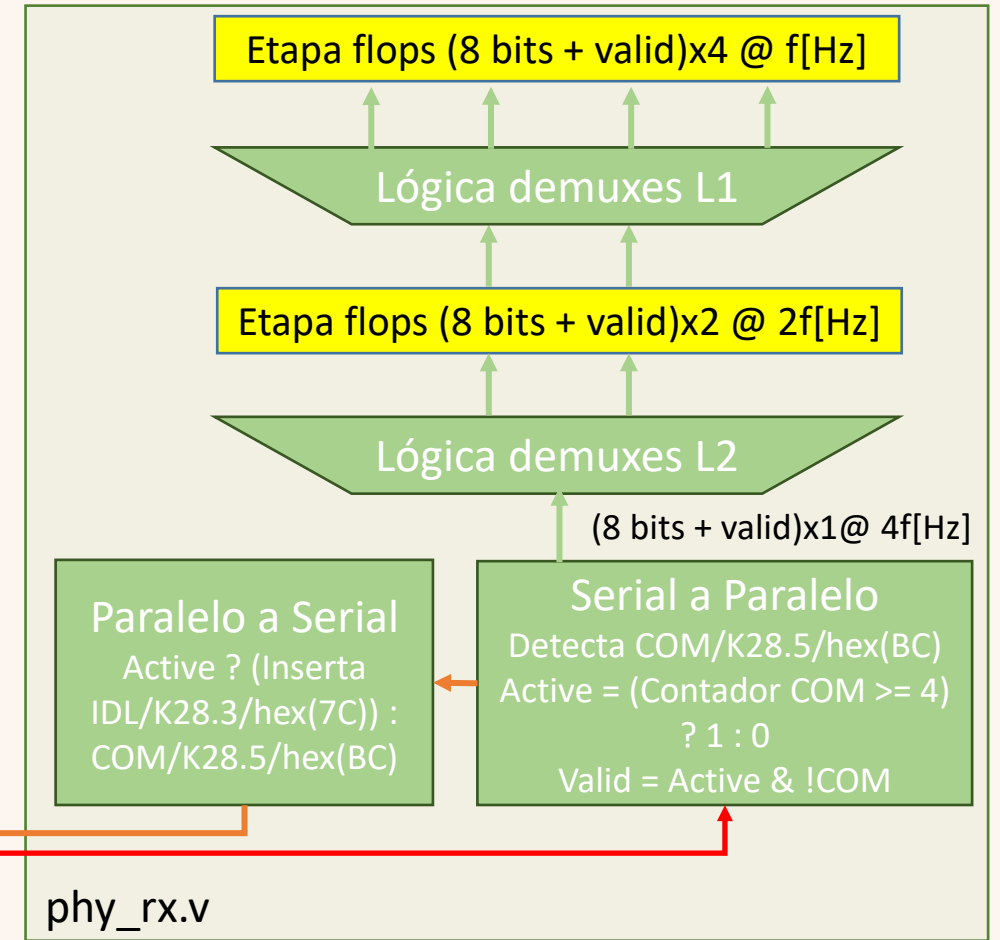 Etapa flops (8 bits + valid)x4 @ f[Hz]
Lógica demuxes L1
Etapa flops (8 bits + valid)x2 @ 2f[Hz]
Lógica demuxes L2
(8 bits + valid)x1@ 4f[Hz]
Paralelo a Serial
Active ? (Inserta
IDL/K28.3/hex(7C)) :
COM/K28.5/hex(BC)
Serial a Paralelo
Detecta COM/K28.5/hex(BC)
Active = (Contador COM >= 4)
? 1 : 0
Valid = Active & !COM
phy_rx.v